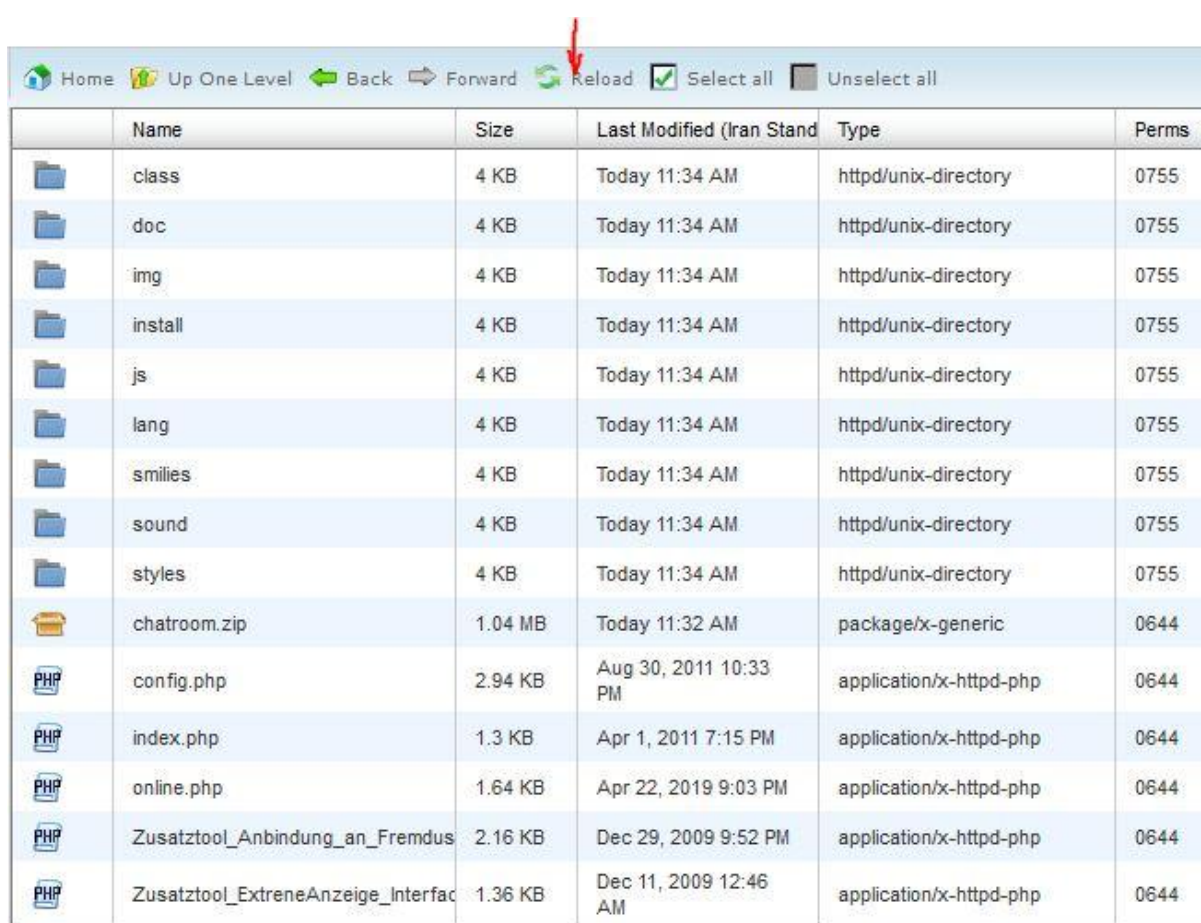 Home Up One Level Back Forward Reload Select all Unselect all
Name Size Last Modified (Iran Stand Type Perms
class 4 KB Today 11:34 AM httpd/unix-directory 0755
doc 4 KB Today 11:34 AM httpd/unix-directory 0755
img 4 KB Today 11:34 AM httpd/unix-directory 0755
install 4 KB Today 11:34 AM httpd/unix-directory 0755
js 4 KB Today 11:34 AM httpd/unix-directory 0755
lang 4 KB Today 11:34 AM httpd/unix-directory 0755
smilies 4 KB Today 11:34 AM httpd/unix-directory 0755
sound 4 KB Today 11:34 AM httpd/unix-directory 0755
styles 4 KB Today 11:34 AM httpd/unix-directory 0755
chatroom.zip 1.04 MB Today 11:32 AM package/x-generic 0644
PHP config.php 2.94 KB Aug 30, 2011 10:33 PM application/x-httpd-php 0644
PHP index.php 1.3 KB Apr 1, 2011 7:15 PM application/x-httpd-php 0644
PHP online.php 1.64 KB Apr 22, 2019 9:03 PM application/x-httpd-php 0644
PHP Zusatztool_Anbindung_an_Fremdus 2.16 KB Dec 29, 2009 9:52 PM application/x-httpd-php 0644
PHP Zusatztool_ExtreneAnzeige_Interfac 1.36 KB Dec 11, 2009 12:46 AM application/x-httpd-php 0644